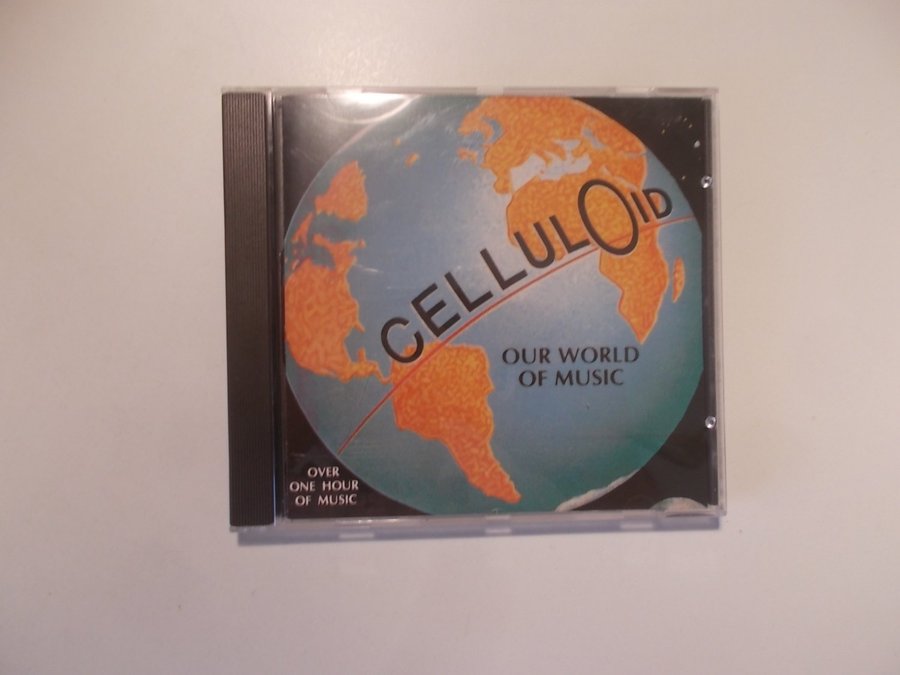 CELLULOID
OUR WORLD
OF MUSIC
OVER
ONE HOUR
OF MUSIC